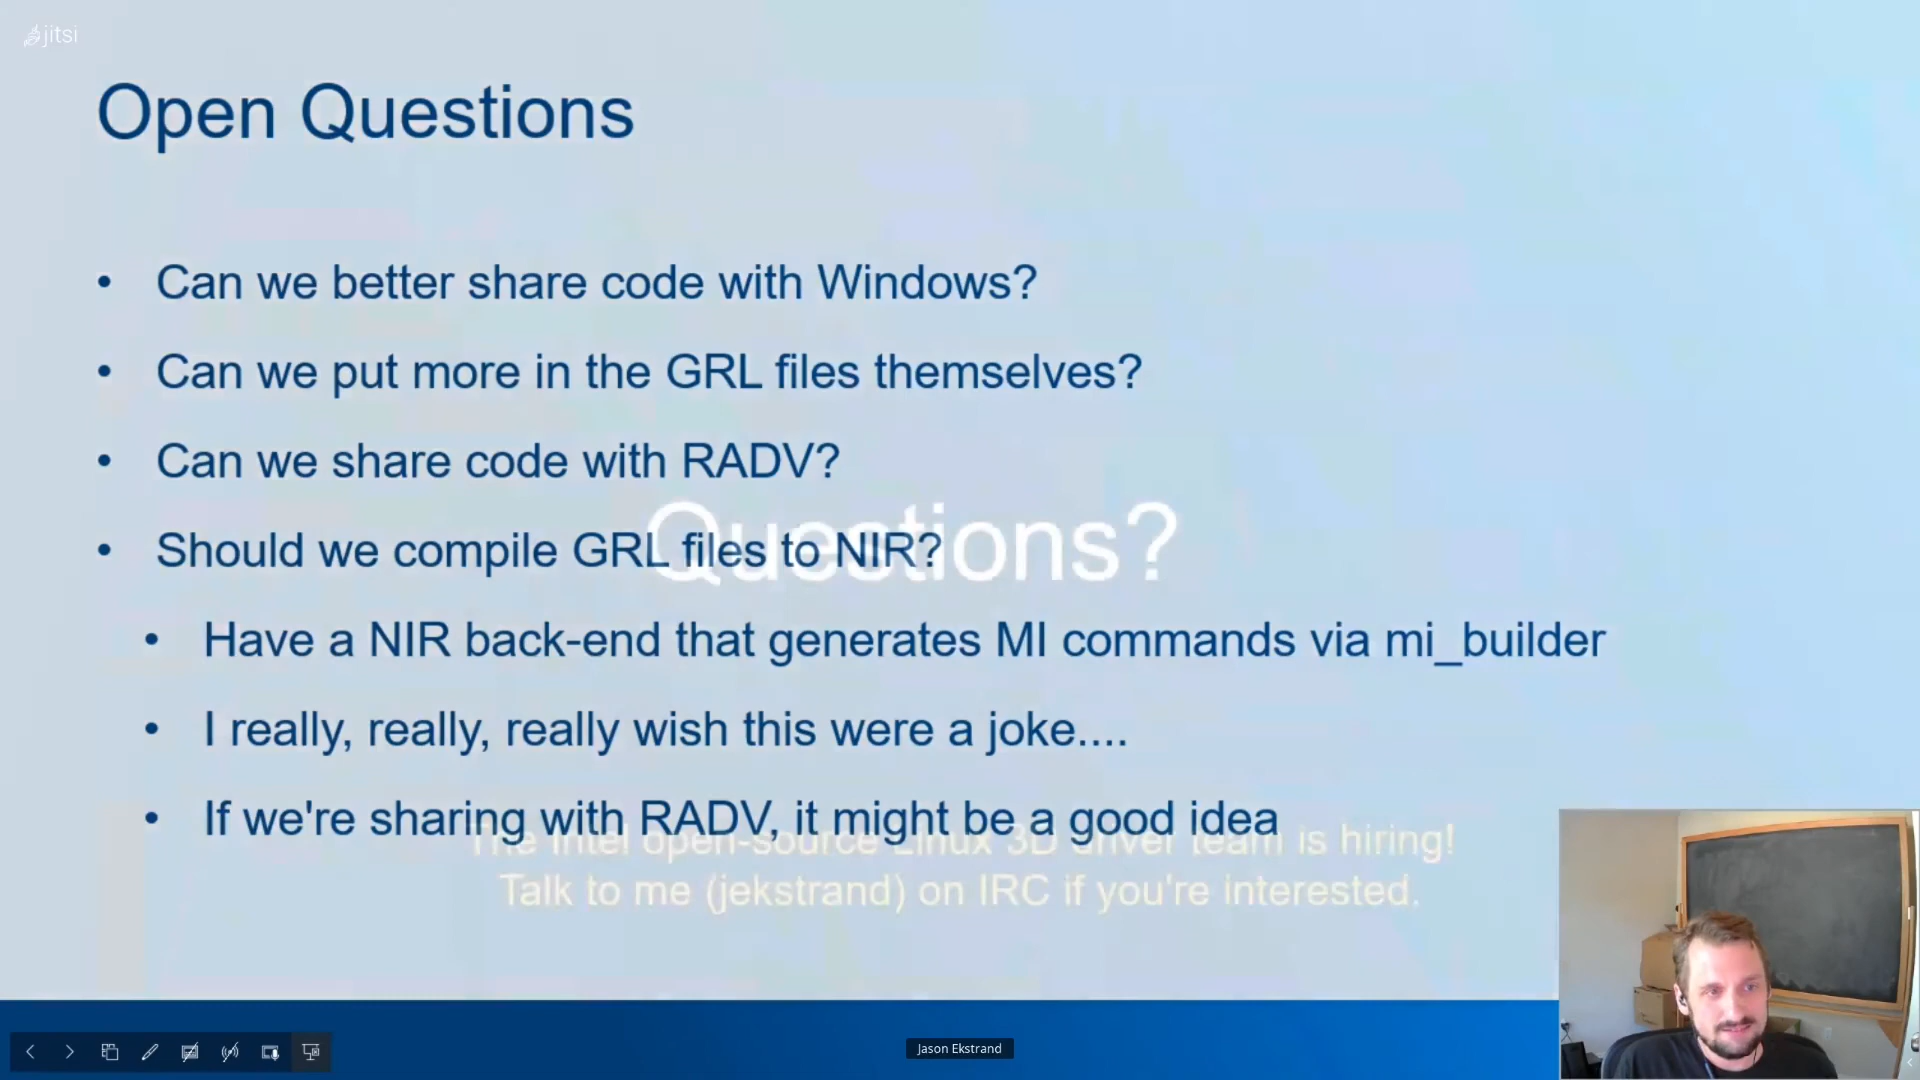 jitsi
Open Questions
• Can we better share code with Windows?
• Can we put more in the GRL files themselves?
• Can we share code with RADV?
Questions?
• Should we compile GRL files to NIR?
• Have a NIR back-end that generates MI commands via mi_builder
• I really, really, really wish this were a joke....
• If we're sharing with RADV, it might be a good idea
The Intel open-source Linux 3D driver team is hiring!
Talk to me (jekstrand) on IRC if you're interested.
Jason Ekstrand